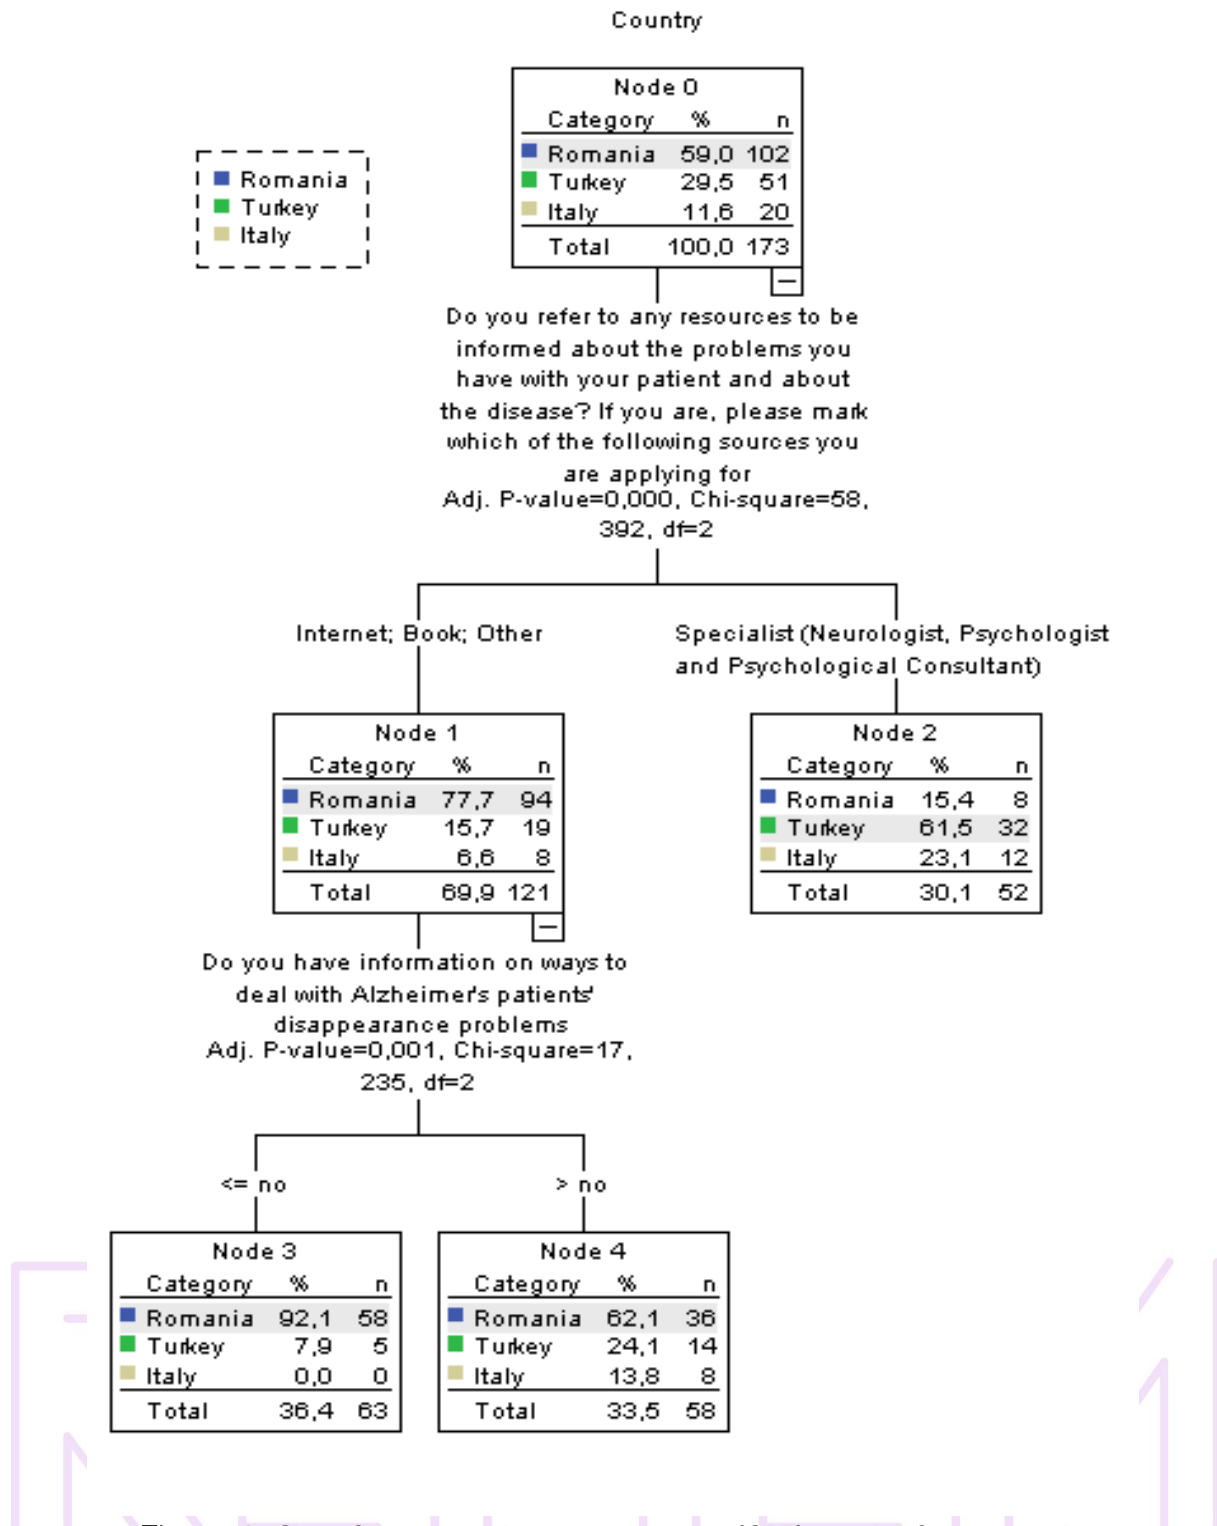 Country
Node 0
Category % n
Romania 59,0 102
Turkey 29,5 51
Italy 11,6 20
Total 100,0 173
Romania
Turkey
Italy
Do you refer to any resources to be
informed about the problems you
have with your patient and about
the disease? If you are, please mark
which of the following sources you
are applying for
Adj. P-value=0,000, Chi-square=58,
392, df=2
Internet; Book; Other
Specialist (Neurologist, Psychologist
and Psychological Consultant)
Node 1
Category % n
Romania 77,7 94
Turkey 15,7 19
Italy 6,6 8
Total 69,9 121
Node 2
Category % n
Romania 15,4 8
Turkey 61,5 32
Italy 23,1 12
Total 30,1 52
Do you have information on ways to
deal with Alzheimer's patients'
disappearance problems
Adj. P-value=0,001, Chi-square=17,
235, df=2
<= no
> no
Node 3
Category % n
Romania 92,1 58
Turkey 7,9 5
Italy 0,0 0
Total 36,4 63
Node 4
Category % n
Romania 62,1 36
Turkey 24,1 14
Italy 13,8 8
Total 33,5 58